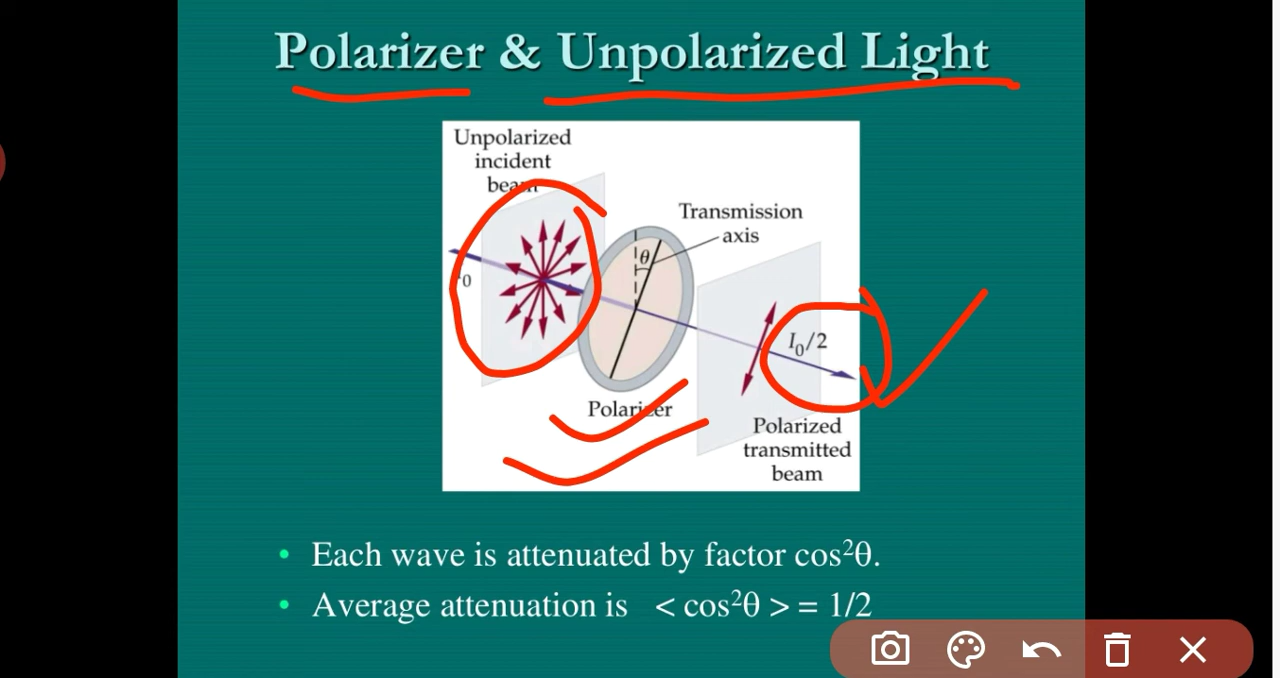 Polarizer & Unpolarized Light
Unpolarized
incident
beam
Transmission
axis
θ
0
I₀/2
Polarizer
Polarized
transmitted
beam
• Each wave is attenuated by factor cos²θ.
• Average attenuation is < cos²θ > = 1/2